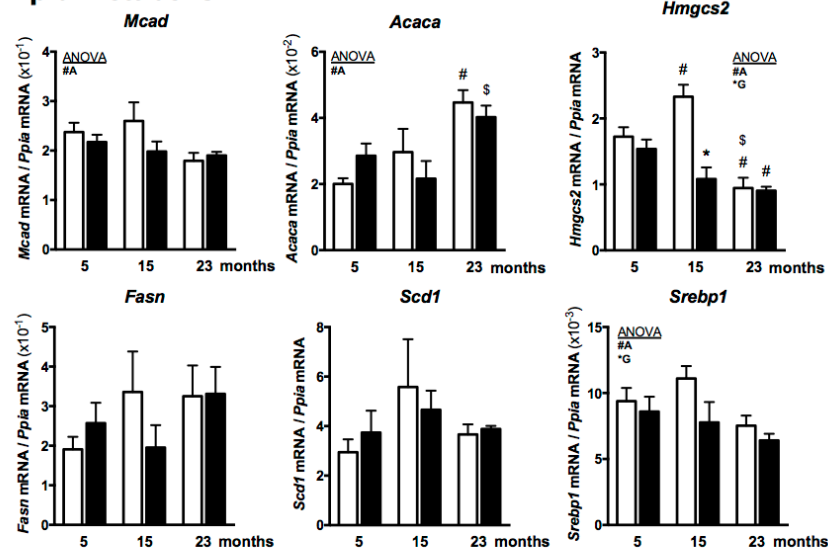 Mcad
Mcad mRNA / Ppia mRNA (x10-1)
ANOVA
#A
4
3
2
1
0
5 15 23 months
Acaca
Acaca mRNA / Ppia mRNA (x10-2)
ANOVA
#A
6
4
2
0
#
$
5 15 23 months
Hmgcs2
Hmgcs2 mRNA / Ppia mRNA
ANOVA
#A
*G
3
2
1
0
#
*
$
#
#
5 15 23 months
Fasn
Fasn mRNA / Ppia mRNA (x10-1)
5
4
3
2
1
0
5 15 23 months
Scd1
Scd1 mRNA / Ppia mRNA
8
6
4
2
0
5 15 23 months
Srebp1
Srebp1 mRNA / Ppia mRNA (x10-3)
ANOVA
#A
*G
15
10
5
0
5 15 23 months